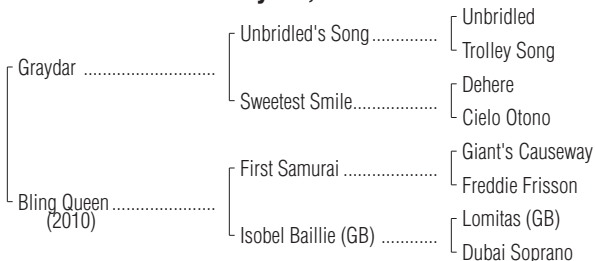 Unbridled
Unbridled's Song
Trolley Song
Graydar
Dehere
Sweetest Smile
Cielo Otono
Giant's Causeway
First Samurai
Freddie Frisson
Bling Queen
(2010)
Lomitas (GB)
Isobel Baillie (GB)
Dubai Soprano